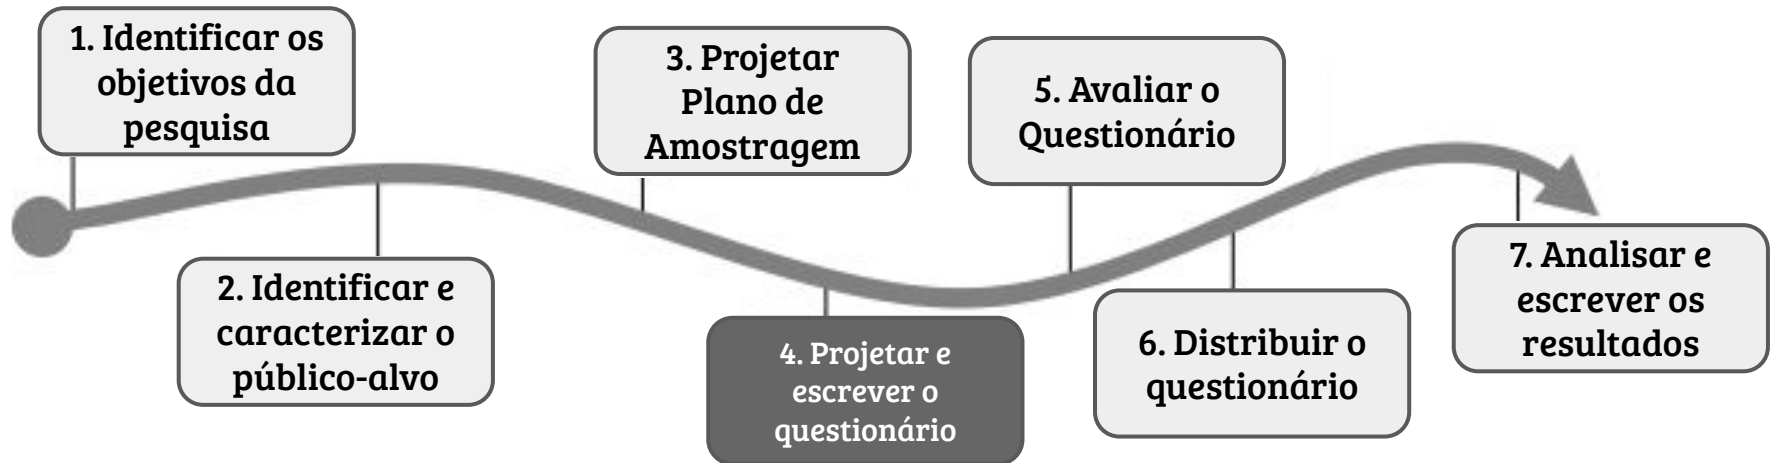 1. Identificar os
objetivos da
pesquisa
2. Identificar e
caracterizar o
público-alvo
3. Projetar
Plano de
Amostragem
4. Projetar e
escrever o
questionário
5. Avaliar o
Questionário
6. Distribuir o
questionário
7. Analisar e
escrever os
resultados